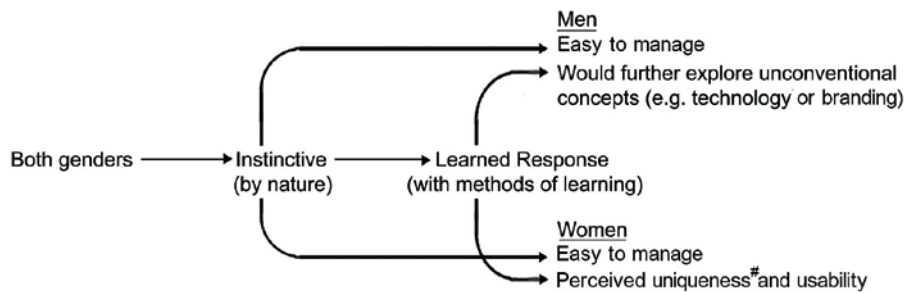 Men
Easy to manage
Would further explore unconventional
concepts (e.g. technology or branding)
Both genders
Instinctive
(by nature)
Learned Response
(with methods of learning)
Women
Easy to manage
Perceived uniqueness# and usability